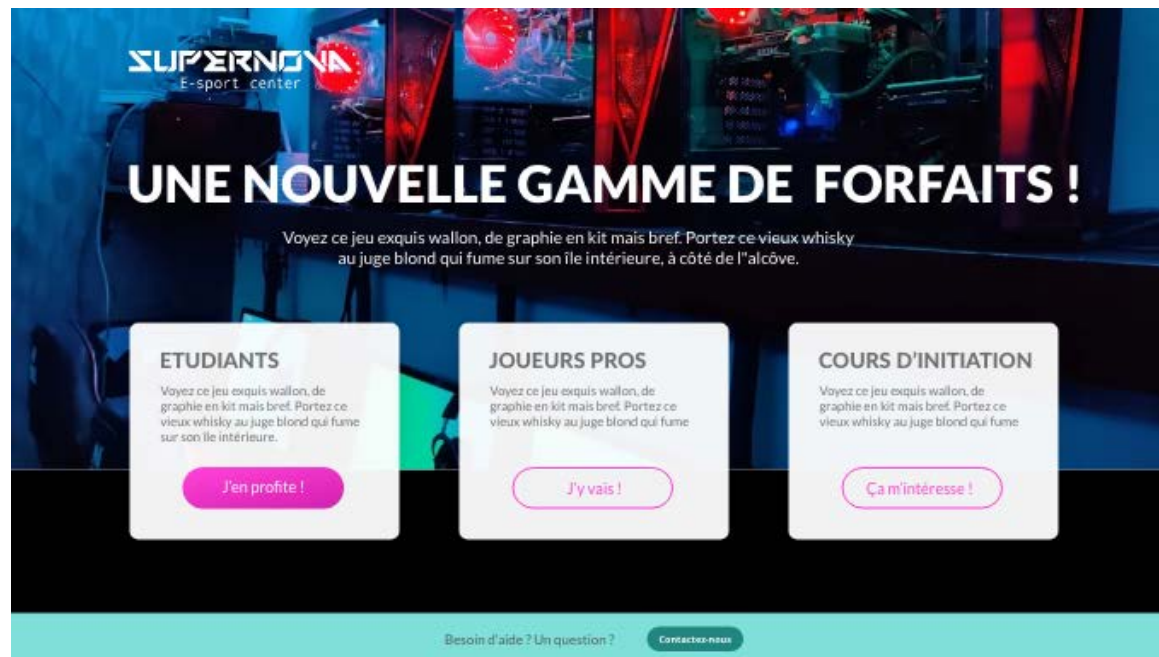 SUPERNOVA
E-sport center
UNE NOUVELLE GAMME DE FORFAITS !
Voyez ce jeu exquis wallon, de graphie en kit mais bref. Portez ce vieux whisky
au juge blond qui fume sur son île intérieure, à côté de l"alcôve.
ETUDIANTS
Voyez ce jeu exquis wallon, de
graphie en kit mais bref. Portez ce
vieux whisky au juge blond qui fume
sur son île intérieure.
J'en profite !
JOUEURS PROS
Voyez ce jeu exquis wallon, de
graphie en kit mais bref. Portez ce
vieux whisky au juge blond qui fume
J'y vais !
COURS D'INITIATION
Voyez ce jeu exquis wallon, de
graphie en kit mais bref. Portez ce
vieux whisky au juge blond qui fume
Ça m'intéresse !
Besoin d'aide ? Un question ?
Contactez-nous